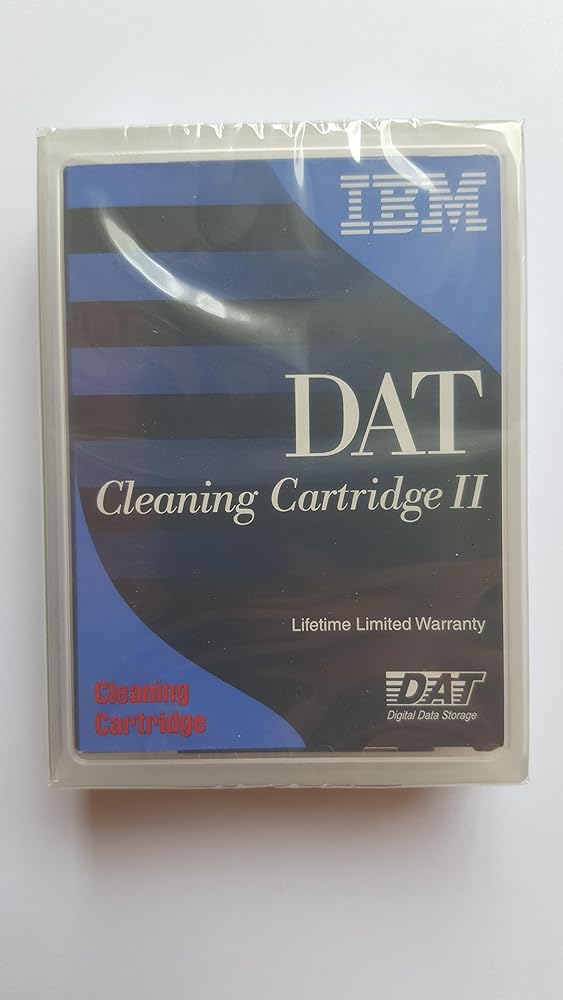 IBM
DAT
Cleaning Cartridge II
Lifetime Limited Warranty
Cleaning
Cartridge
DAT
Digital Data Storage